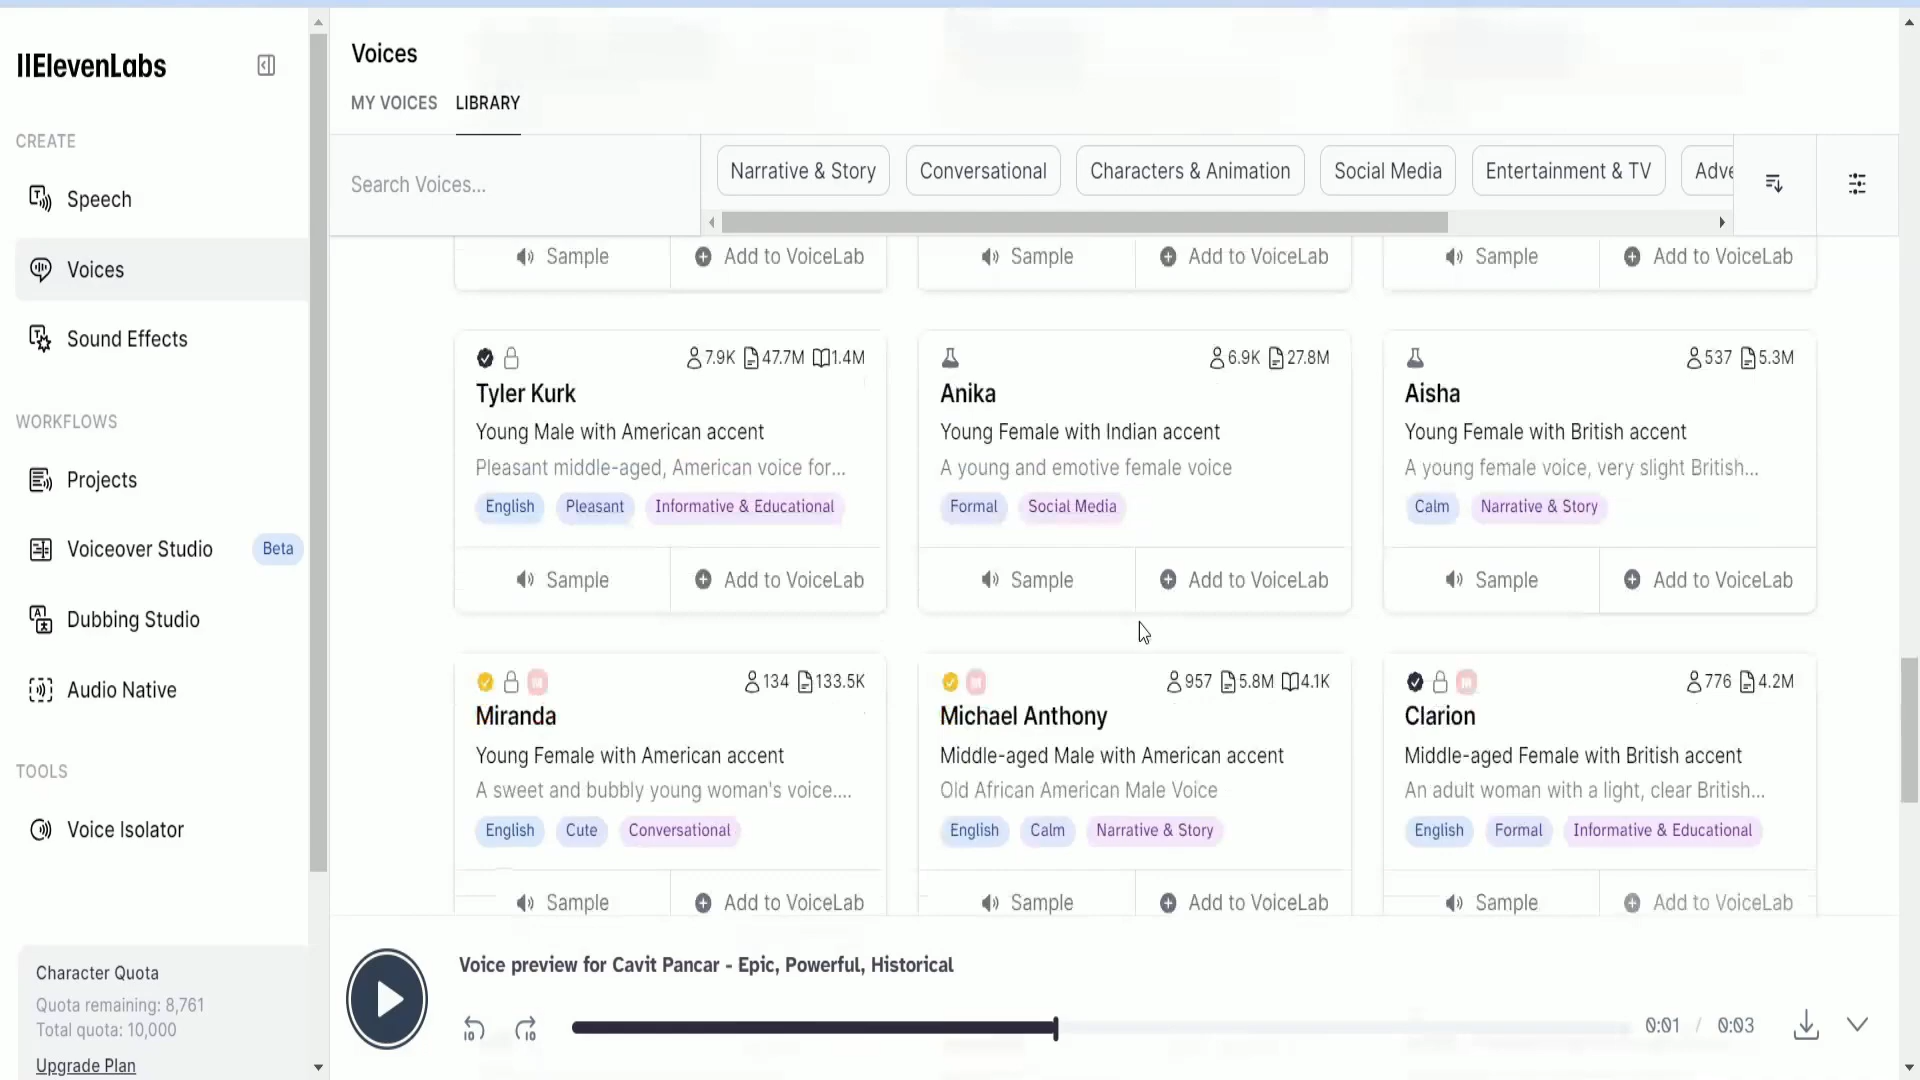 IIElevenLabs
CREATE
Speech
Voices
Sound Effects
WORKFLOWS
Projects
Voiceover Studio Beta
Dubbing Studio
Audio Native
TOOLS
Voice Isolator
Character Quota
Quota remaining: 8,761
Total quota: 10,000
Upgrade Plan
Voices
MY VOICES LIBRARY
Search Voices...
Narrative & Story Conversational Characters & Animation Social Media Entertainment & TV Adve
Sample Add to VoiceLab Sample Add to VoiceLab Sample Add to VoiceLab
7.9K 47.7M 1.4M
Tyler Kurk
Young Male with American accent
Pleasant middle-aged, American voice for...
English Pleasant Informative & Educational
Sample Add to VoiceLab
6.9K 27.8M
Anika
Young Female with Indian accent
A young and emotive female voice
Formal Social Media
Sample Add to VoiceLab
537 5.3M
Aisha
Young Female with British accent
A young female voice, very slight British...
Calm Narrative & Story
Sample Add to VoiceLab
134 133.5K
Miranda
Young Female with American accent
A sweet and bubbly young woman's voice....
English Cute Conversational
Sample Add to VoiceLab
957 5.8M 4.1K
Michael Anthony
Middle-aged Male with American accent
Old African American Male Voice
English Calm Narrative & Story
Sample Add to VoiceLab
776 4.2M
Clarion
Middle-aged Female with British accent
An adult woman with a light, clear British...
English Formal Informative & Educational
Sample Add to VoiceLab
Voice preview for Cavit Pancar - Epic, Powerful, Historical
10 10 0:01 / 0:03